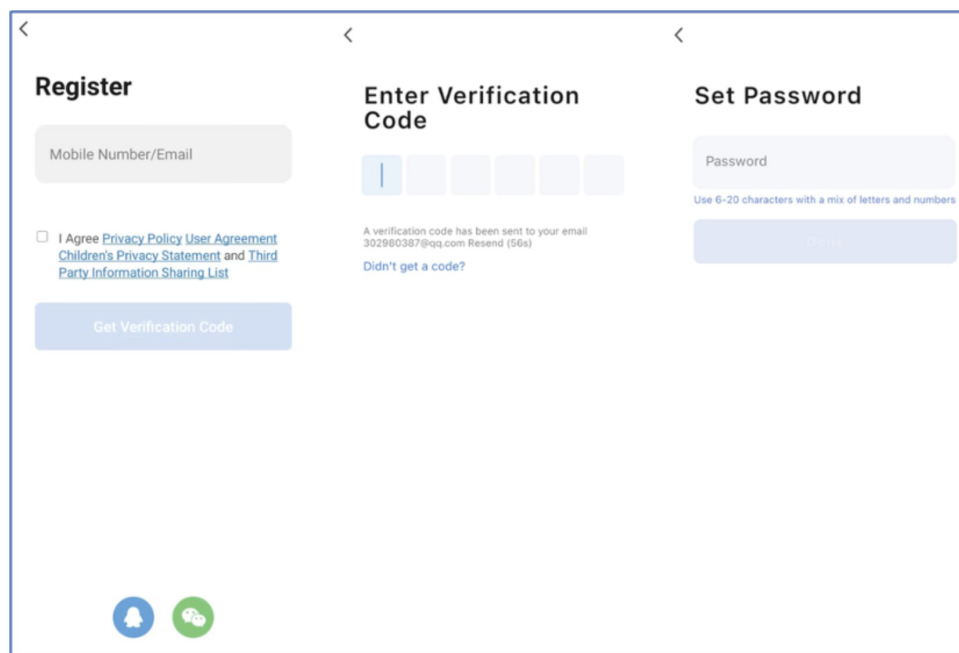 Register
Mobile Number/Email
I Agree Privacy Policy User Agreement
Children's Privacy Statement and Third
Party Information Sharing List
Get Verification Code
Enter Verification
Code
A verification code has been sent to your email
302980387@qq.com Resend (56s)
Didn't get a code?
Set Password
Password
Use 6-20 characters with a mix of letters and numbers
Done